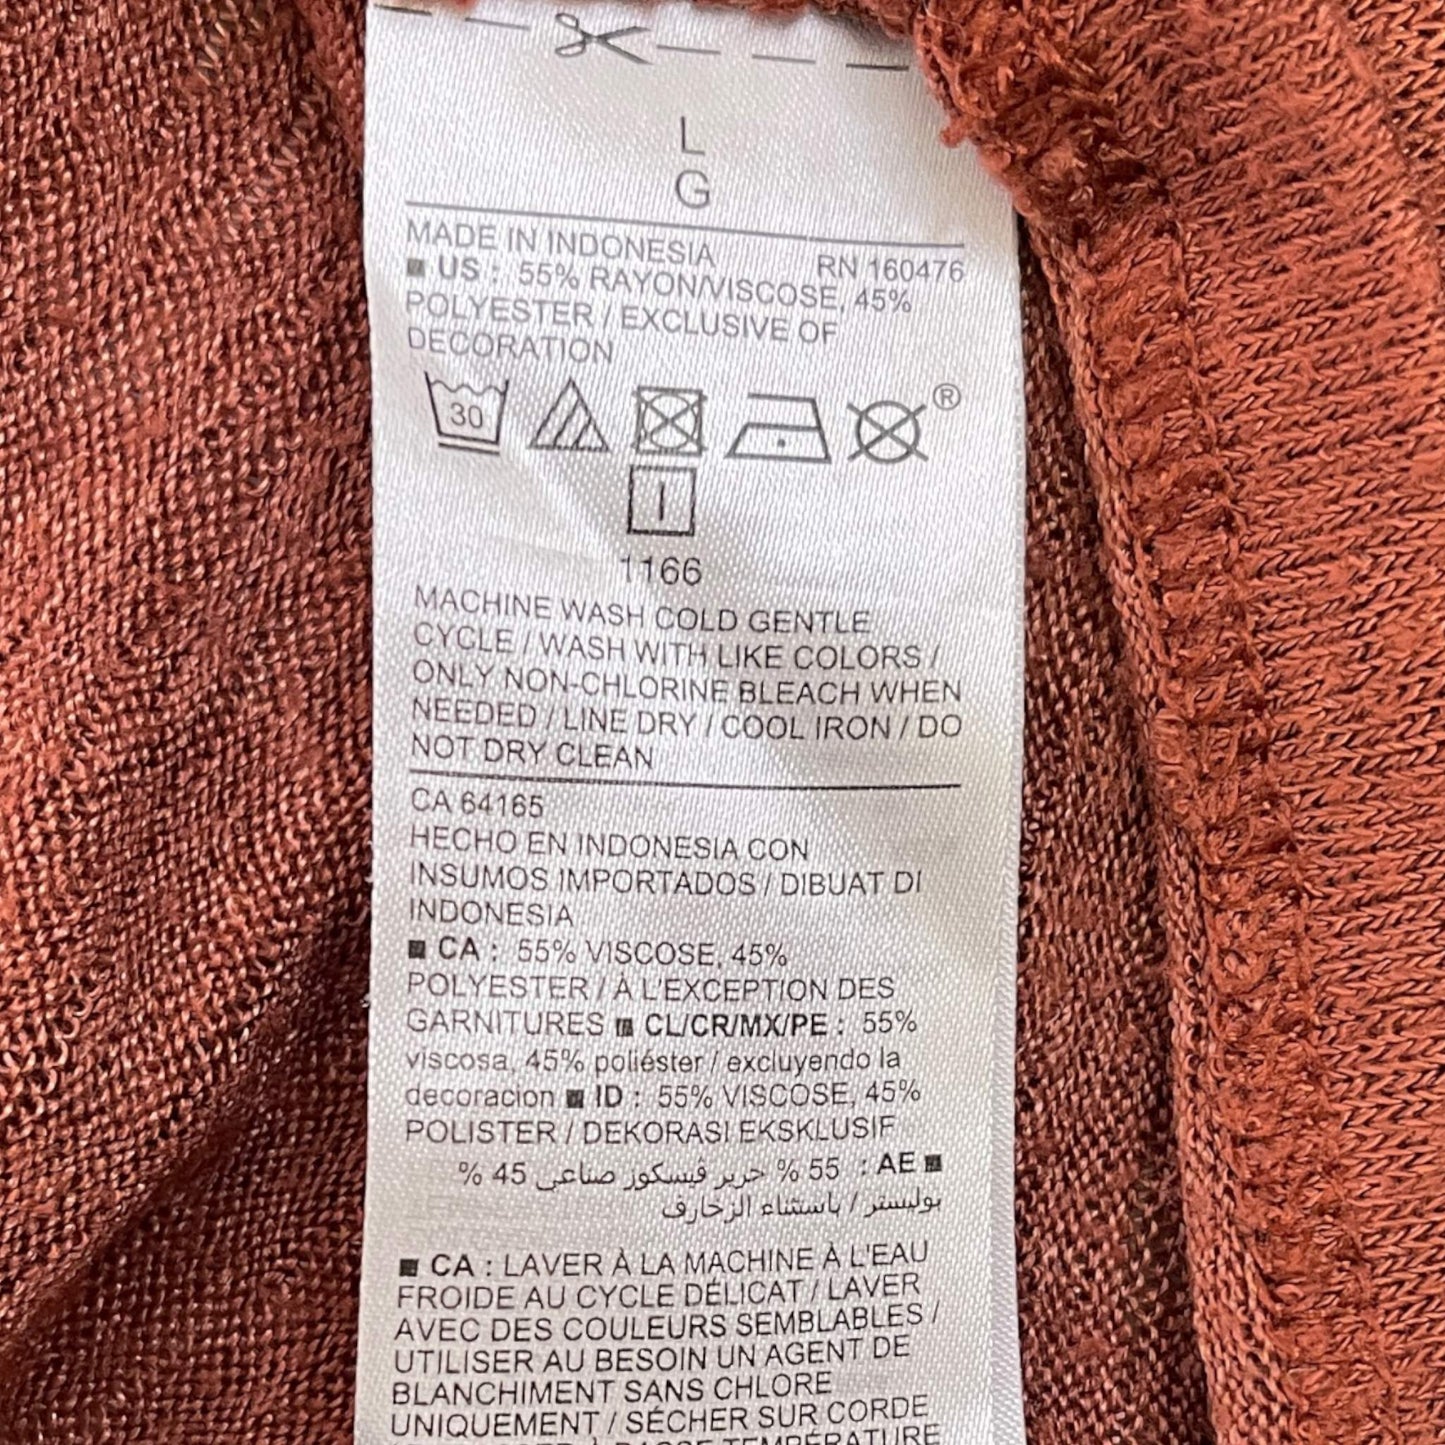 L
G
MADE IN INDONESIA RN 160476
■ US : 55% RAYON/VISCOSE, 45%
POLYESTER / EXCLUSIVE OF
DECORATION
30 ®
1166
MACHINE WASH COLD GENTLE
CYCLE / WASH WITH LIKE COLORS /
ONLY NON-CHLORINE BLEACH WHEN
NEEDED / LINE DRY / COOL IRON / DO
NOT DRY CLEAN
CA 64165
HECHO EN INDONESIA CON
INSUMOS IMPORTADOS / DIBUAT DI
INDONESIA
■ CA : 55% VISCOSE, 45%
POLYESTER / À L'EXCEPTION DES
GARNITURES ■ CL/CR/MX/PE : 55%
viscosa, 45% poliéster / excluyendo la
decoracion ■ ID : 55% VISCOSE, 45%
POLISTER / DEKORASI EKSKLUSIF
■ AE : 55 % حرير ڤيسكوز صناعي 45 %
بوليستر / باستثناء الزخارف
■ CA : LAVER À LA MACHINE À L'EAU
FROIDE AU CYCLE DÉLICAT / LAVER
AVEC DES COULEURS SEMBLABLES /
UTILISER AU BESOIN UN AGENT DE
BLANCHIMENT SANS CHLORE
UNIQUEMENT / SÉCHER SUR CORDE
À BASSE TEMPÉRATURE